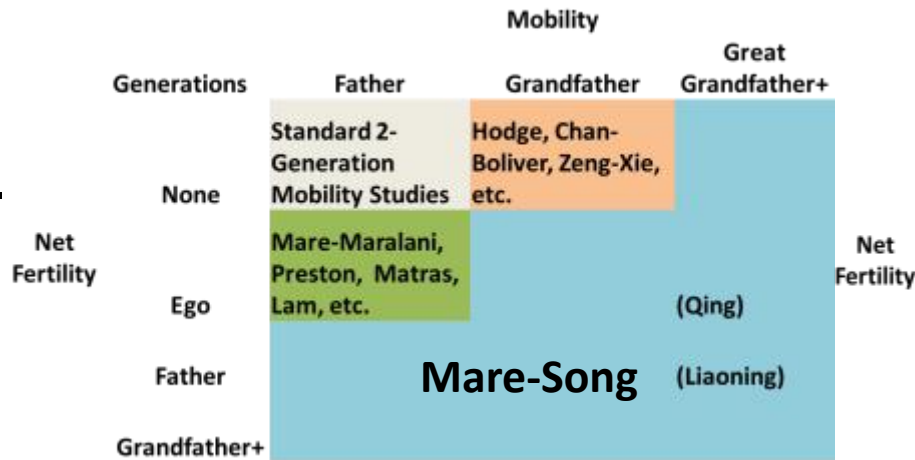 Mobility
Generations Father Grandfather Great Grandfather+
None
Standard 2-
Generation
Mobility Studies
Hodge, Chan-
Boliver, Zeng-Xie,
etc.
Net
Fertility
Ego
Mare-Maralani,
Preston, Matras,
Lam, etc.
(Qing)
Net
Fertility
Father
Mare-Song
(Liaoning)
Grandfather+